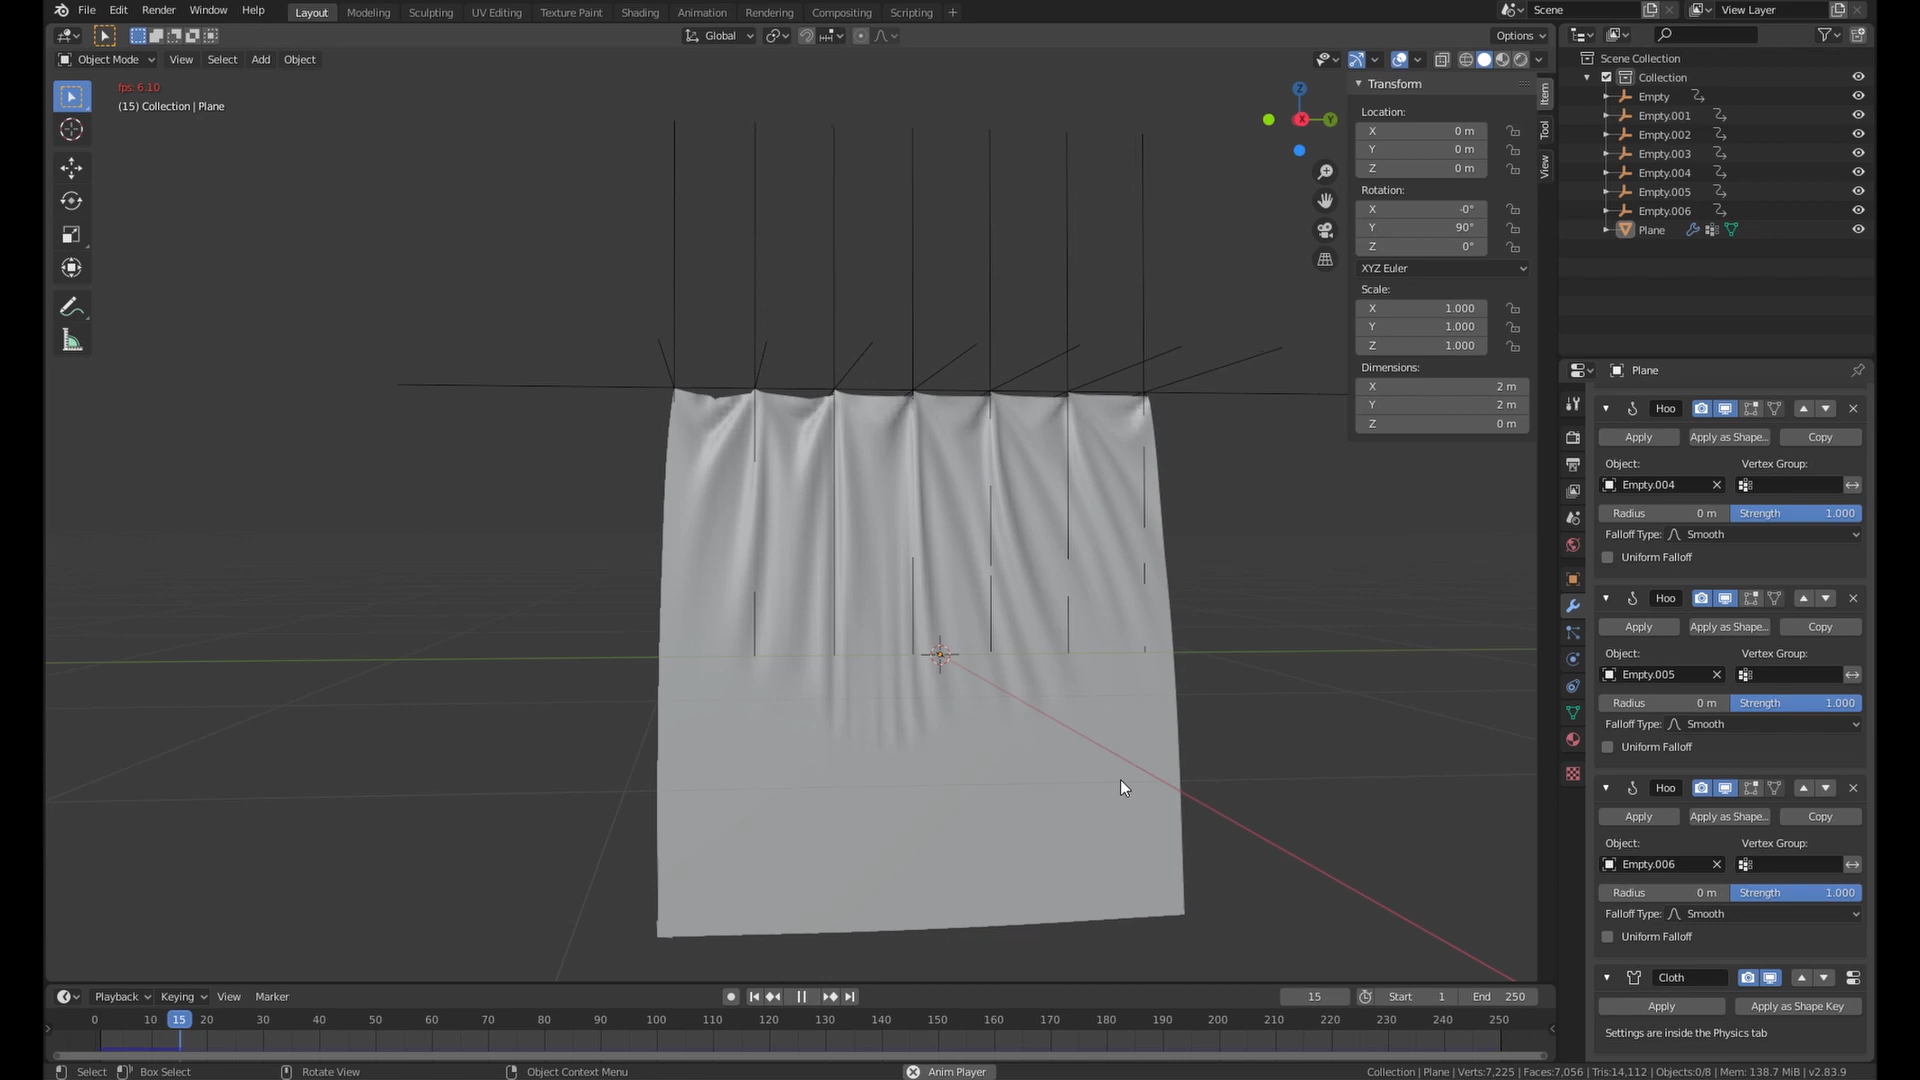 File Edit Render Window Help
Layout Modeling Sculpting UV Editing Texture Paint Shading Animation Rendering Compositing Scripting +
Scene View Layer
Global Options
Object Mode View Select Add Object
fps: 6.10
(15) Collection | Plane
Z
X
Y
Transform
Location:
X 0 m
Y 0 m
Z 0 m
Rotation:
X -0°
Y 90°
Z 0°
XYZ Euler
Scale:
X 1.000
Y 1.000
Z 1.000
Dimensions:
X 2 m
Y 2 m
Z 0 m
Item
Tool
View
Scene Collection
Collection
Empty
Empty.001
Empty.002
Empty.003
Empty.004
Empty.005
Empty.006
Plane
Plane
Hoo
Apply Apply as Shape... Copy
Object: Vertex Group:
Empty.004
Radius 0 m Strength 1.000
Falloff Type: Smooth
Uniform Falloff
Hoo
Apply Apply as Shape... Copy
Object: Vertex Group:
Empty.005
Radius 0 m Strength 1.000
Falloff Type: Smooth
Uniform Falloff
Hoo
Apply Apply as Shape... Copy
Object: Vertex Group:
Empty.006
Radius 0 m Strength 1.000
Falloff Type: Smooth
Uniform Falloff
Cloth
Apply Apply as Shape Key
Settings are inside the Physics tab
Playback Keying View Marker 15 Start 1 End 250
0 10 15 20 30 40 50 60 70 80 90 100 110 120 130 140 150 160 170 180 190 200 210 220 230 240 250
Select Box Select Rotate View Object Context Menu Anim Player Collection | Plane | Verts:7,225 | Faces:7,056 | Tris:14,112 | Objects:0/8 | Mem: 138.7 MiB | v2.83.9